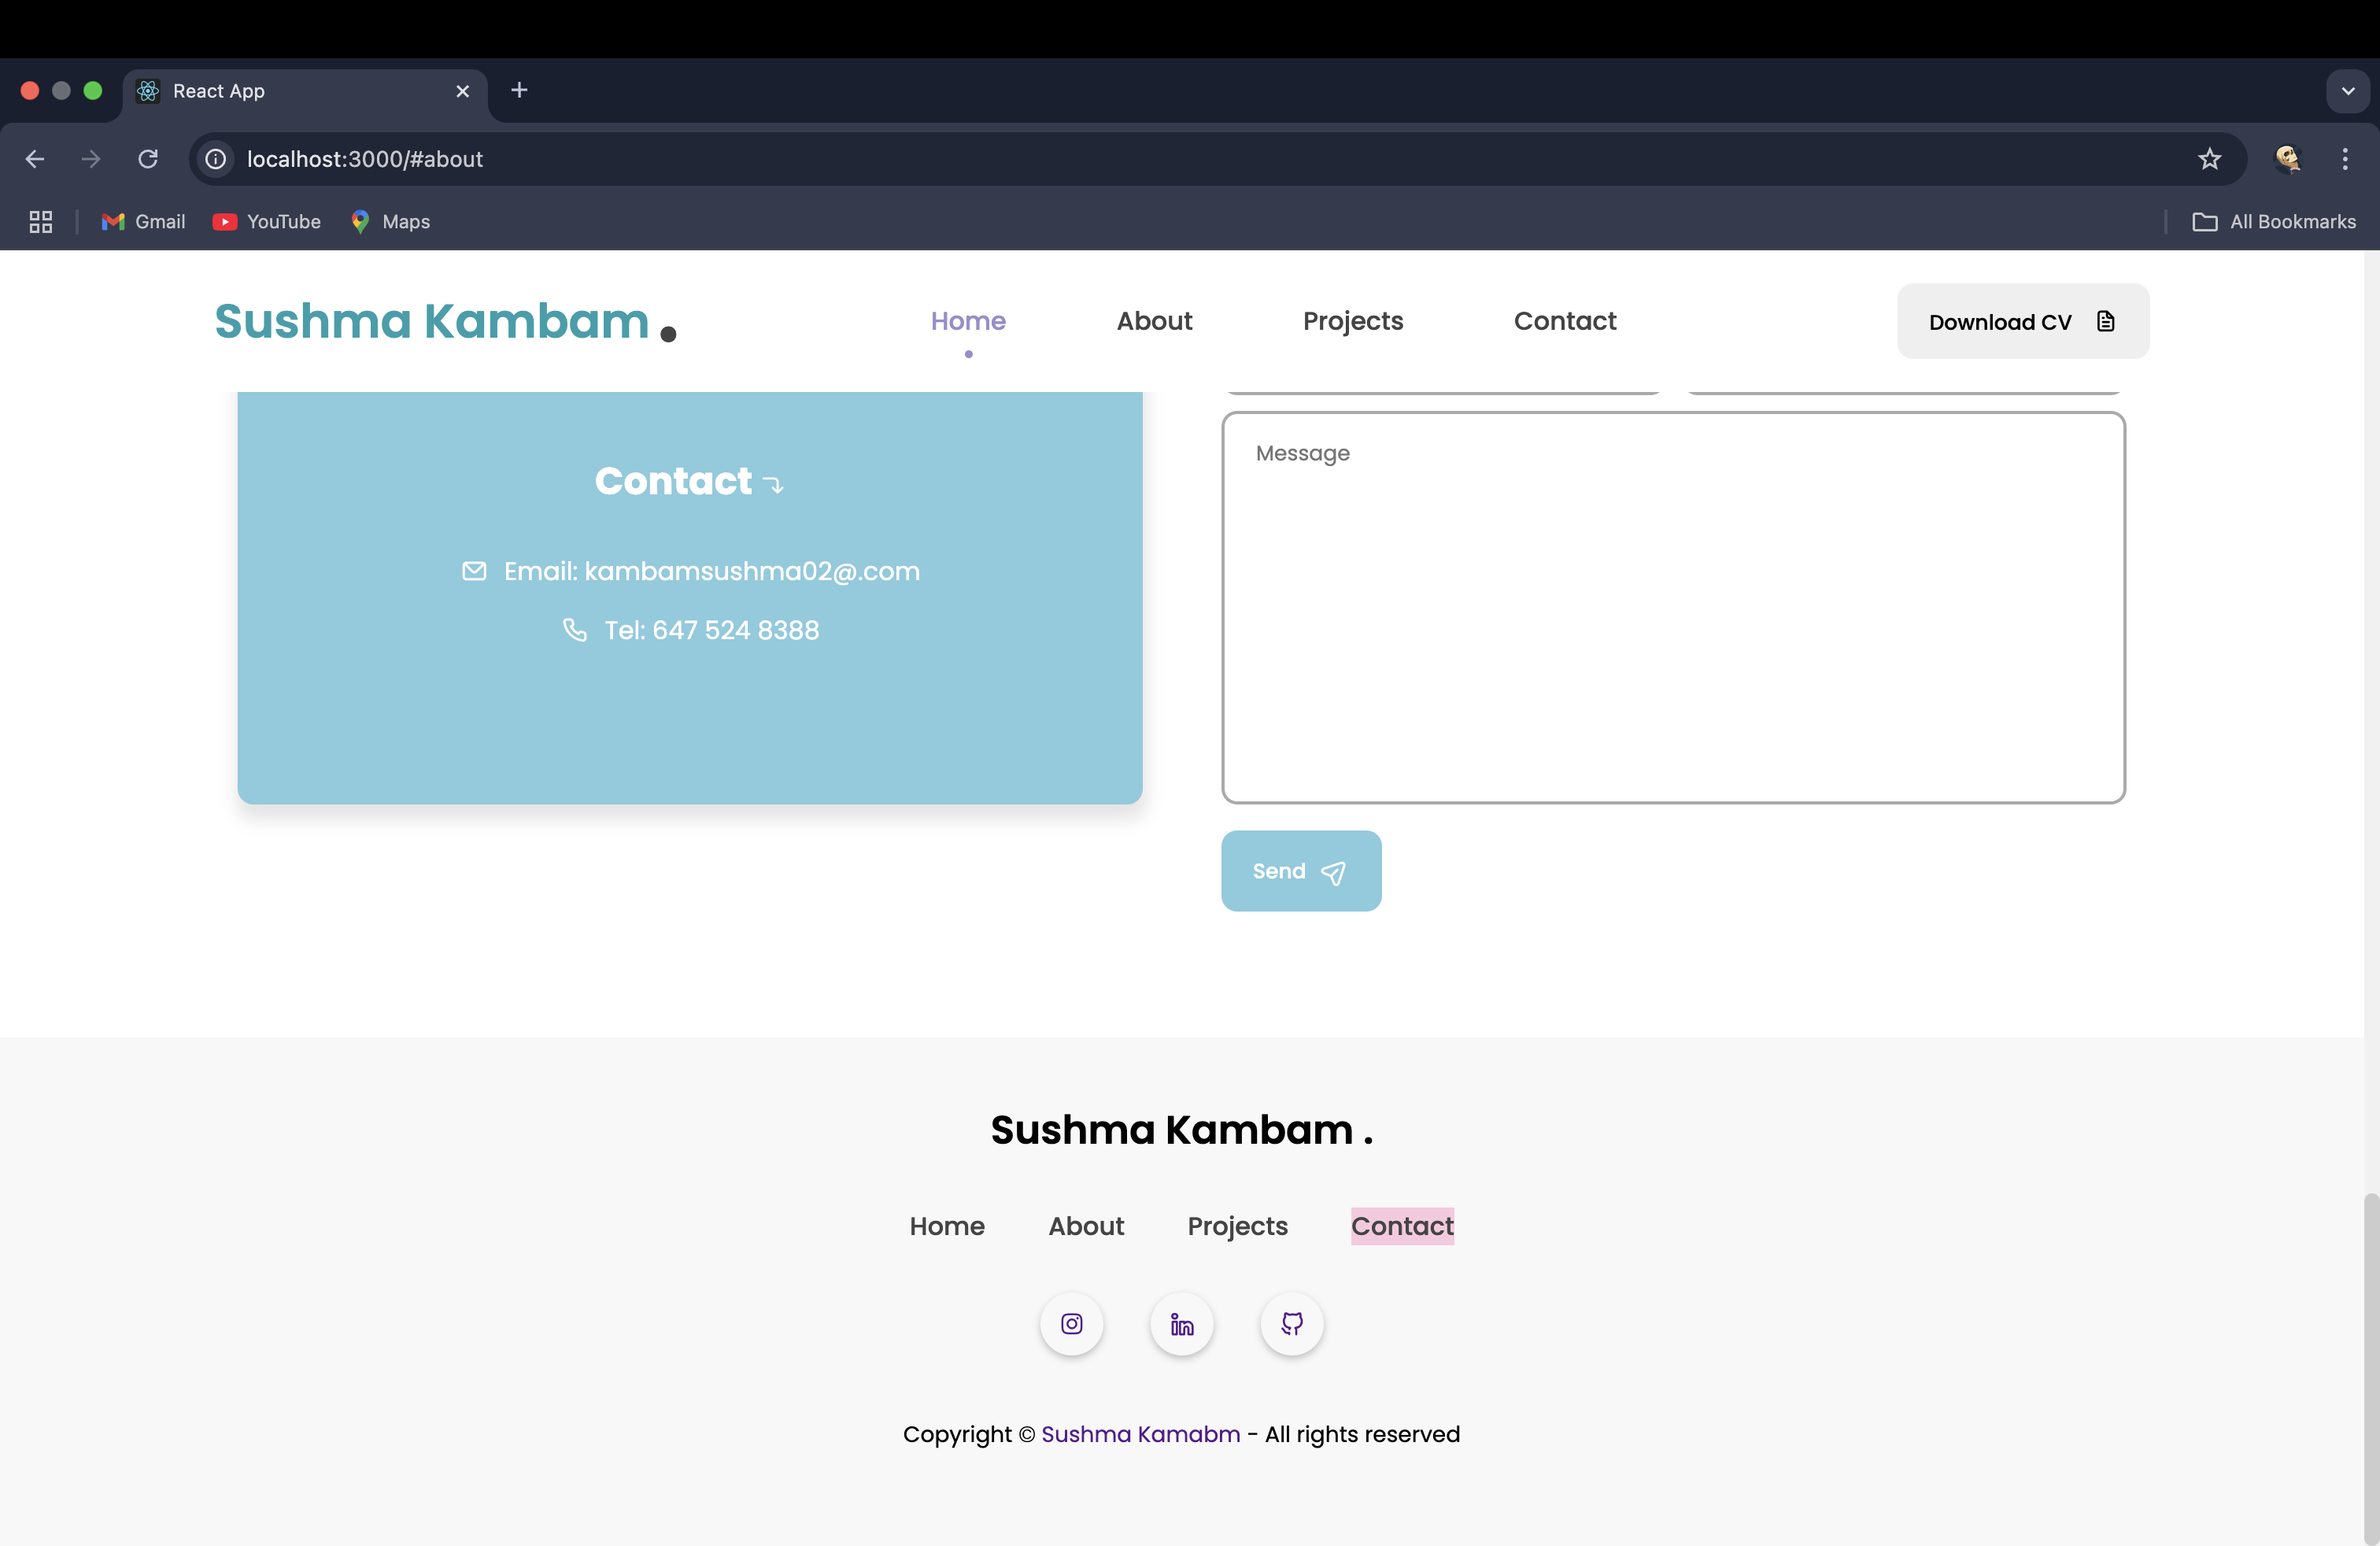 React App
localhost:3000/#about
Gmail YouTube Maps All Bookmarks
Sushma Kambam . Home About Projects Contact Download CV
Contact
Email: kambamsushma02@.com
Tel: 647 524 8388
Message
Send
Sushma Kambam .
Home About Projects Contact
Copyright © Sushma Kamabm - All rights reserved